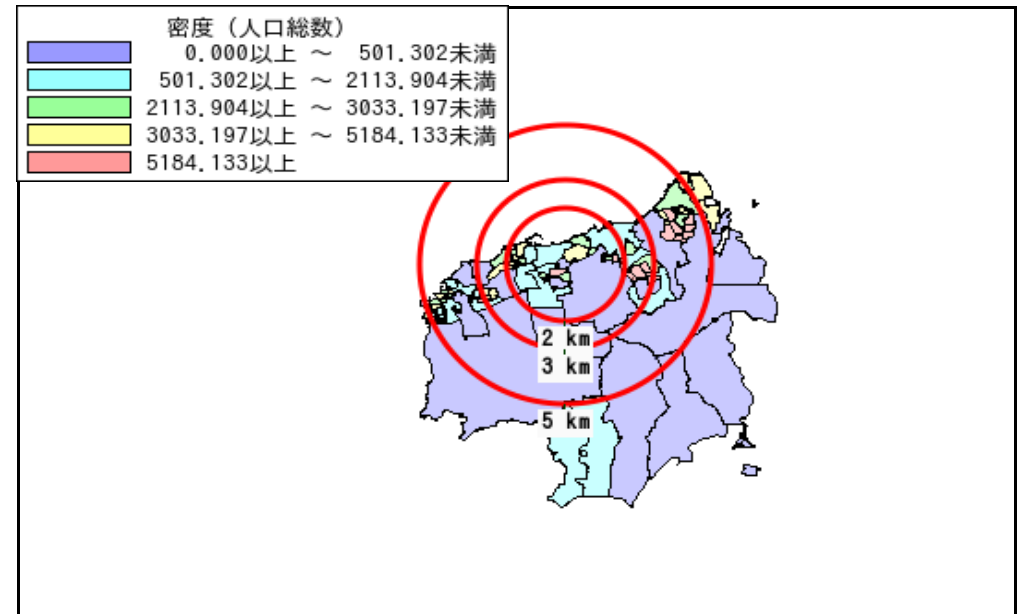 密度（人口総数）
0.000以上 ～ 501.302未満
501.302以上 ～ 2113.904未満
2113.904以上 ～ 3033.197未満
3033.197以上 ～ 5184.133未満
5184.133以上
2 km
3 km
5 km